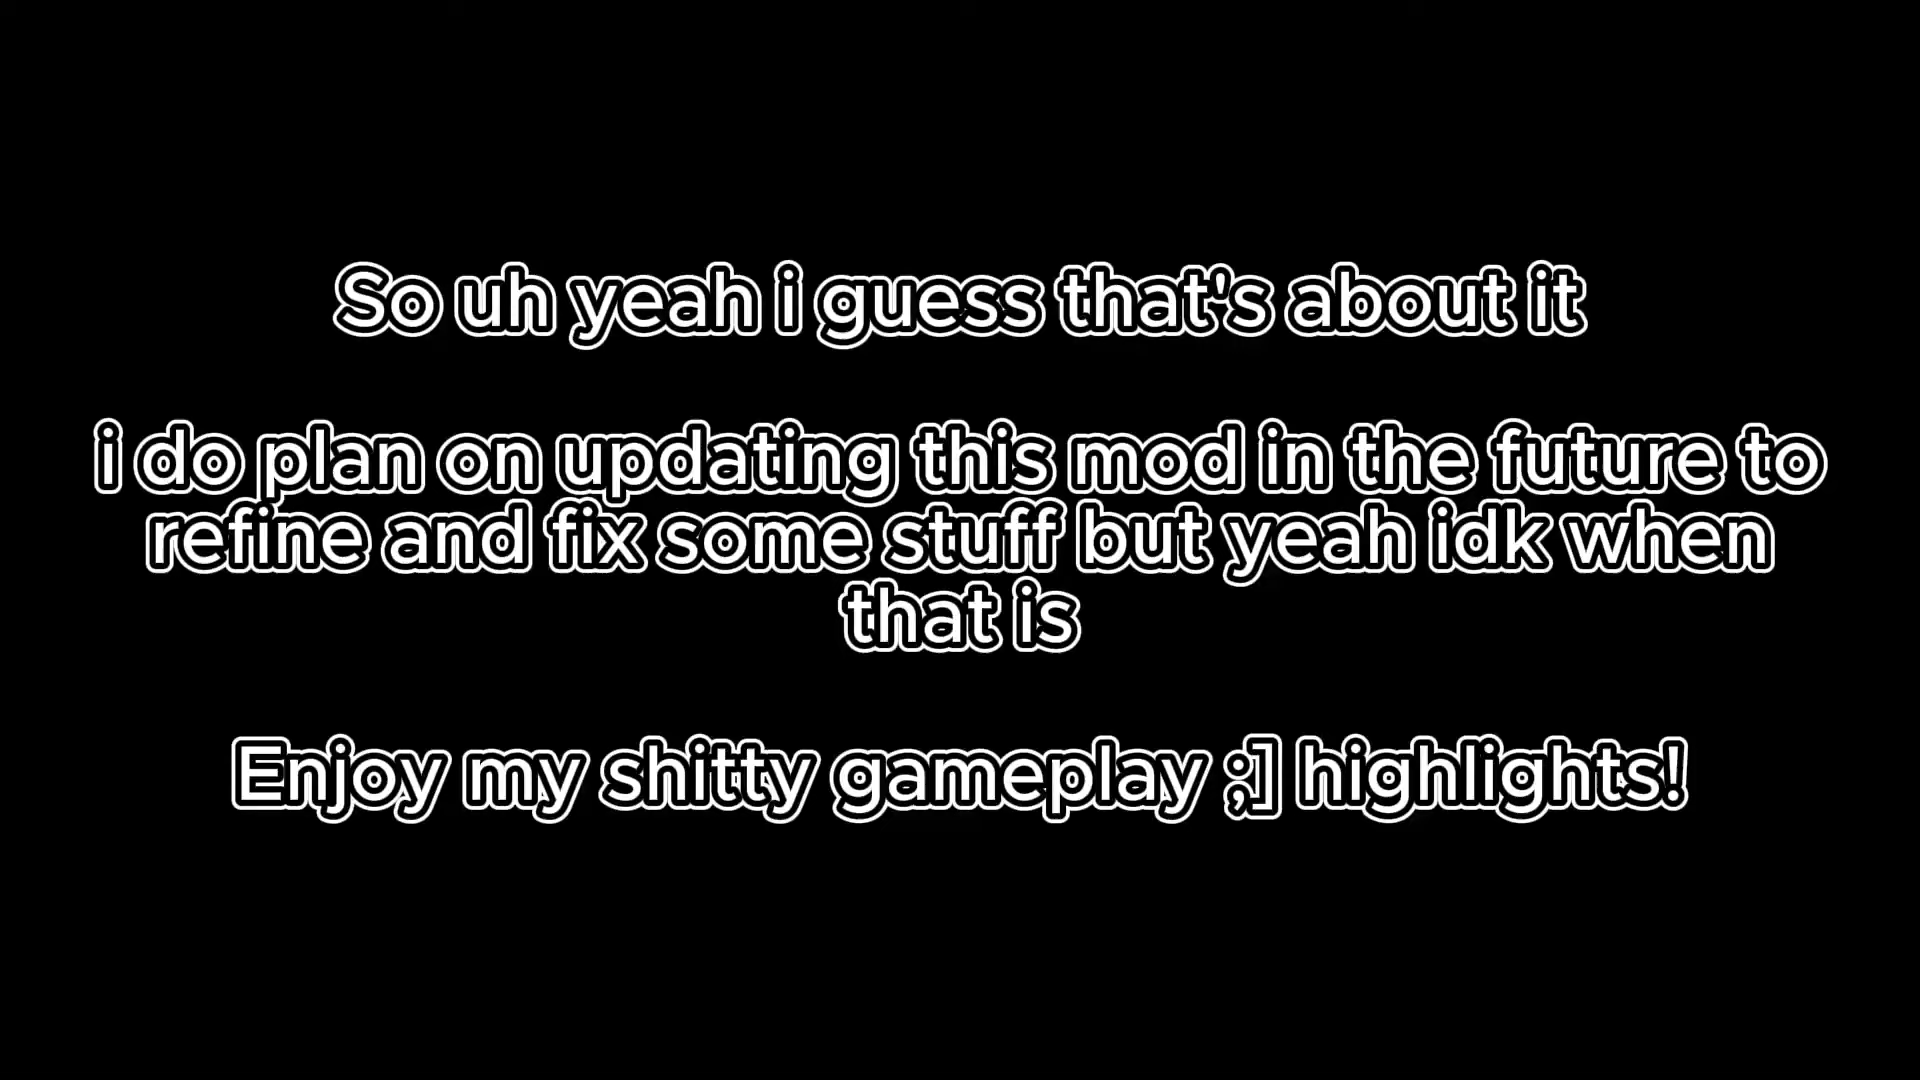 So uh yeah i guess that's about it
i do plan on updating this mod in the future to
refine and fix some stuff but yeah idk when
that is
Enjoy my shitty gameplay ;] highlights!